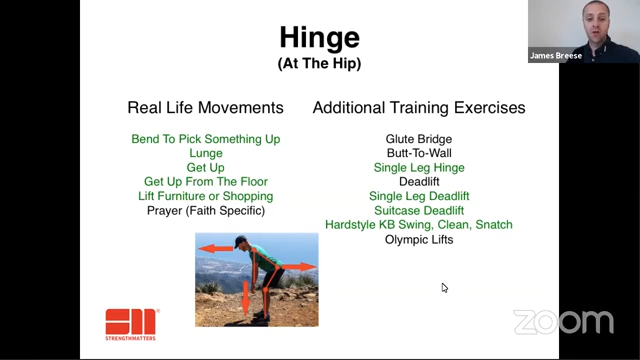 Hinge
(At The Hip)
James Breese
Real Life Movements
Bend To Pick Something Up
Lunge
Get Up
Get Up From The Floor
Lift Furniture or Shopping
Prayer (Faith Specific)
Additional Training Exercises
Glute Bridge
Butt-To-Wall
Single Leg Hinge
Deadlift
Single Leg Deadlift
Suitcase Deadlift
Hardstyle KB Swing, Clean, Snatch
Olympic Lifts
STRENGTHMATTERS
zoom